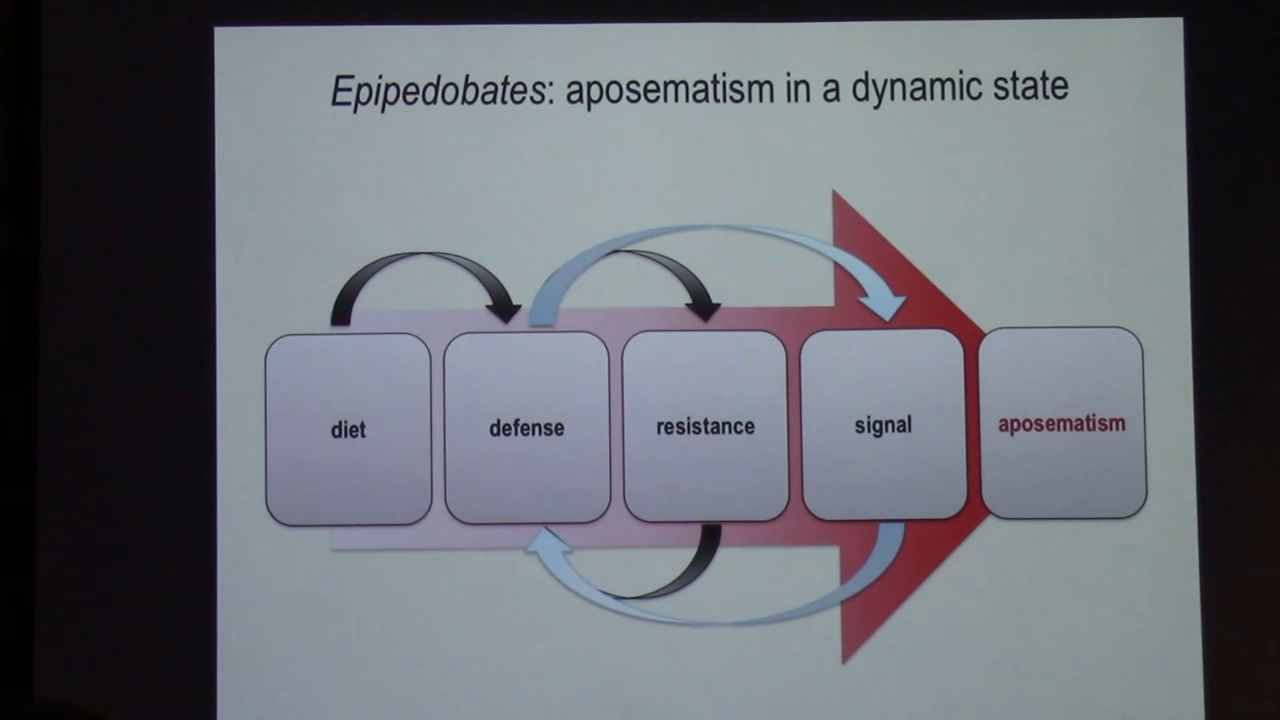 Epipedobates: aposematism in a dynamic state
diet
defense
resistance
signal
aposematism